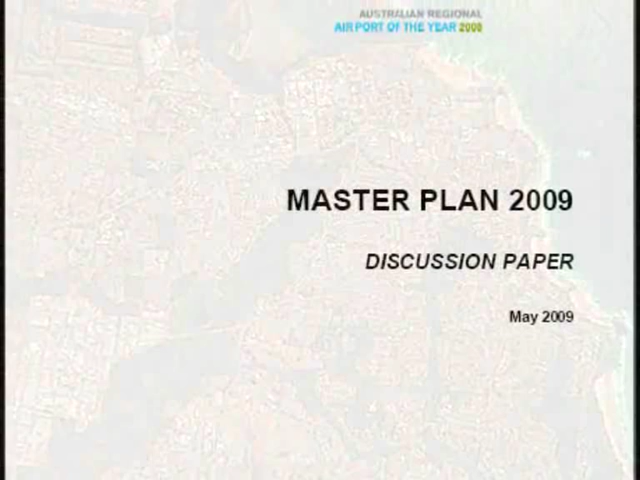 AUSTRALIAN REGIONAL
AIRPORT OF THE YEAR 2008
MASTER PLAN 2009
DISCUSSION PAPER
May 2009